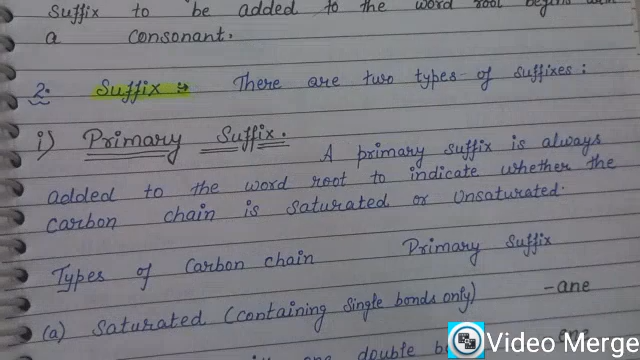 suffix to be added to the word root begins with
a consonant.
2. Suffix :→ There are two types of suffixes :
i) Primary Suffix.
A primary suffix is always
added to the word root to indicate whether the
carbon chain is saturated or Unsaturated.
Types of Carbon chain Primary Suffix
(a) Saturated (containing single bonds only) -ane
one double
Video Merge